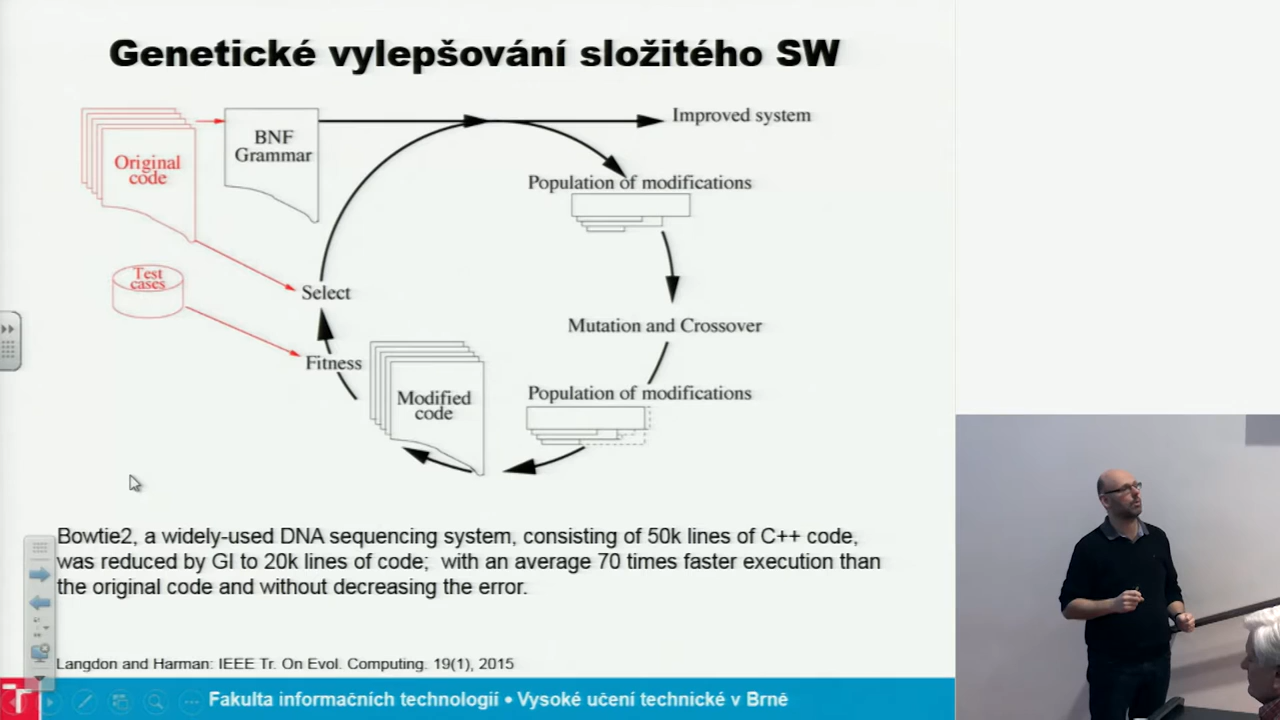 Genetické vylepšování složitého SW
Original
code
BNF
Grammar
Improved system
Population of modifications
Test
cases
Select
Mutation and Crossover
Fitness
Modified
code
Population of modifications
Bowtie2, a widely-used DNA sequencing system, consisting of 50k lines of C++ code,
was reduced by GI to 20k lines of code; with an average 70 times faster execution than
the original code and without decreasing the error.
Langdon and Harman: IEEE Tr. On Evol. Computing. 19(1), 2015
Fakulta informačních technologií • Vysoké učení technické v Brně